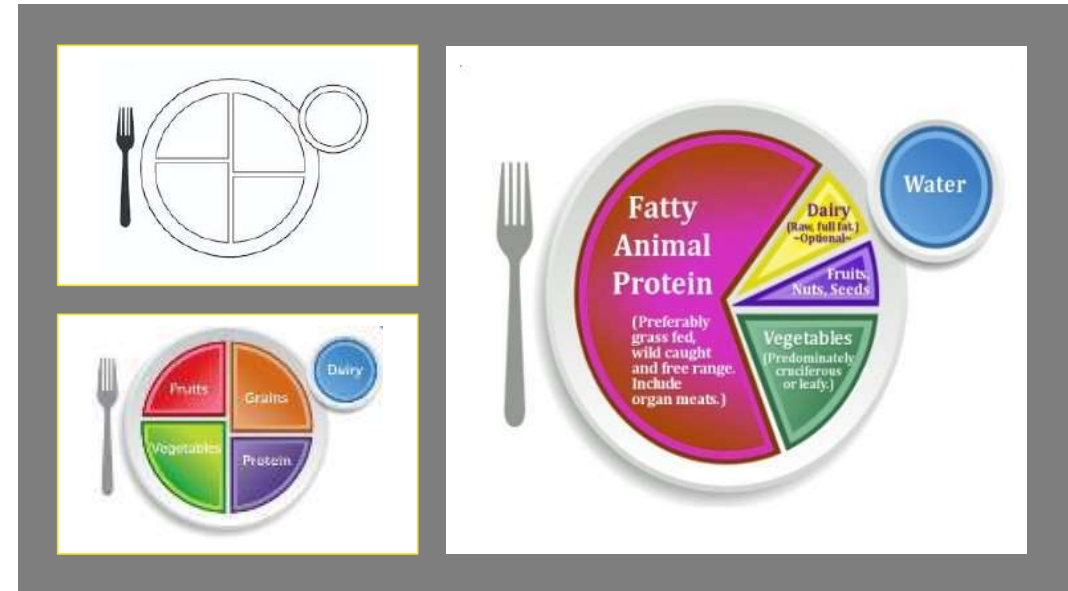 Fruits
Grains
Vegetables
Protein
Dairy
Fatty
Animal
Protein
(Preferably
grass fed,
wild caught
and free range.
Include
organ meats.)
Dairy
(Raw, full fat.)
~Optional~
Fruits,
Nuts, Seeds
Vegetables
(Predominately
cruciferous
or leafy.)
Water